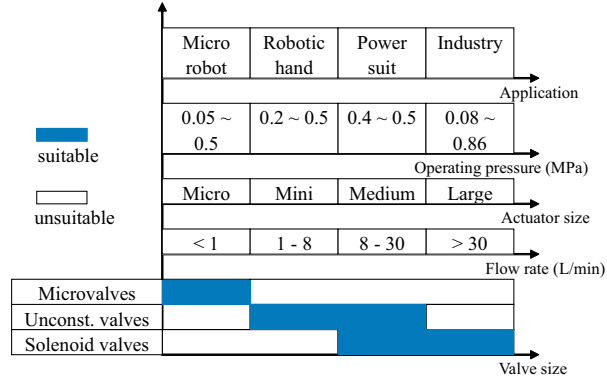 Micro Robotic Power Industry
robot hand suit
Application
0.05 ~ 0.2 ~ 0.5 0.4 ~ 0.5 0.08 ~
0.5 0.86
Operating pressure (MPa)
suitable
Micro Mini Medium Large
unsuitable
Actuator size
< 1 1 - 8 8 - 30 > 30
Flow rate (L/min)
Microvalves
Unconst. valves
Solenoid valves
Valve size